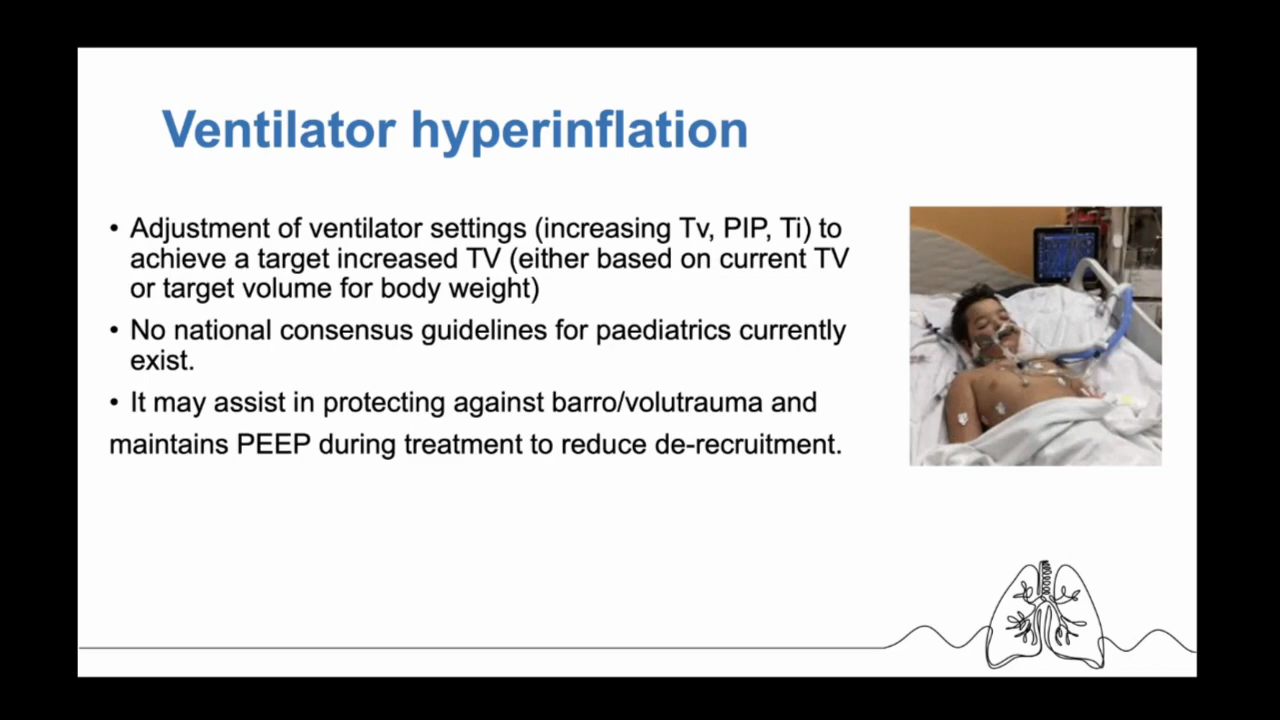 Ventilator hyperinflation
• Adjustment of ventilator settings (increasing Tv, PIP, Ti) to
achieve a target increased TV (either based on current TV
or target volume for body weight)
• No national consensus guidelines for paediatrics currently
exist.
• It may assist in protecting against barro/volutrauma and
maintains PEEP during treatment to reduce de-recruitment.